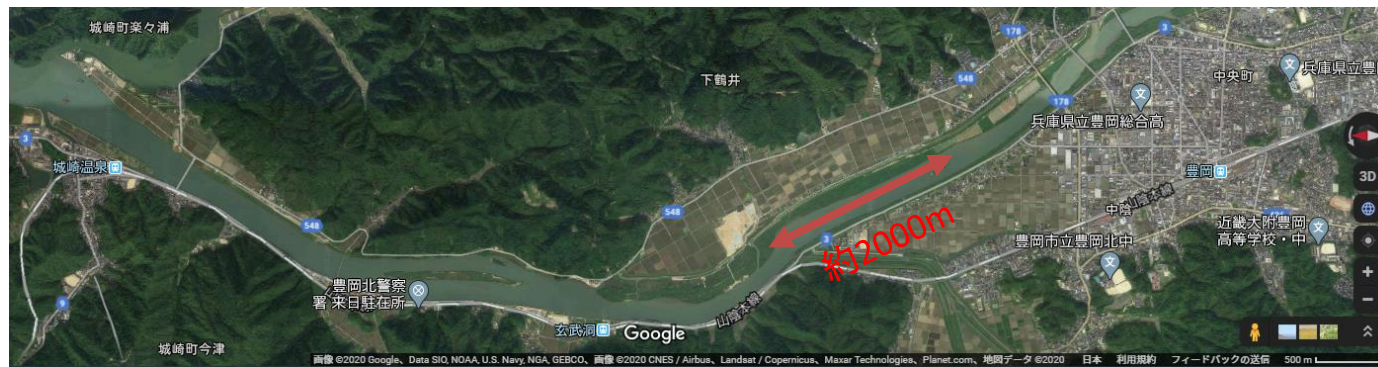 城崎町楽々浦
178
3
中央町
兵庫県立豊
下鶴井
548
178
兵庫県立豊岡総合高
3
城崎温泉
豊岡
3D
548
548
山陰本線
中陰
近畿大附豊岡
高等学校・中
3
約2000m
豊岡市立豊岡北中
豊岡北警察
署 来日駐在所
9
山陰本線
玄武洞
Google
城崎町今津
画像 ©2020 Google、Data SIO, NOAA, U.S. Navy, NGA, GEBCO、画像 ©2020 CNES / Airbus、Landsat / Copernicus、Maxar Technologies、Planet.com、地図データ ©2020 日本 利用規約 フィードバックの送信 500 m